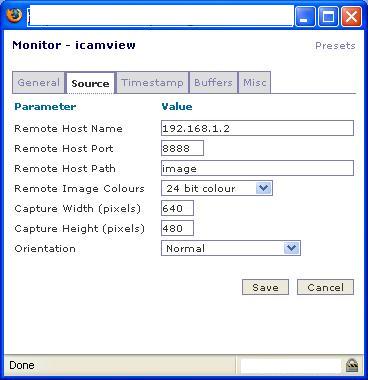 Monitor - icamview
Presets
General Source Timestamp Buffers Misc
Parameter Value
Remote Host Name 192.168.1.2
Remote Host Port 8888
Remote Host Path image
Remote Image Colours 24 bit colour
Capture Width (pixels) 640
Capture Height (pixels) 480
Orientation Normal
Save Cancel
Done